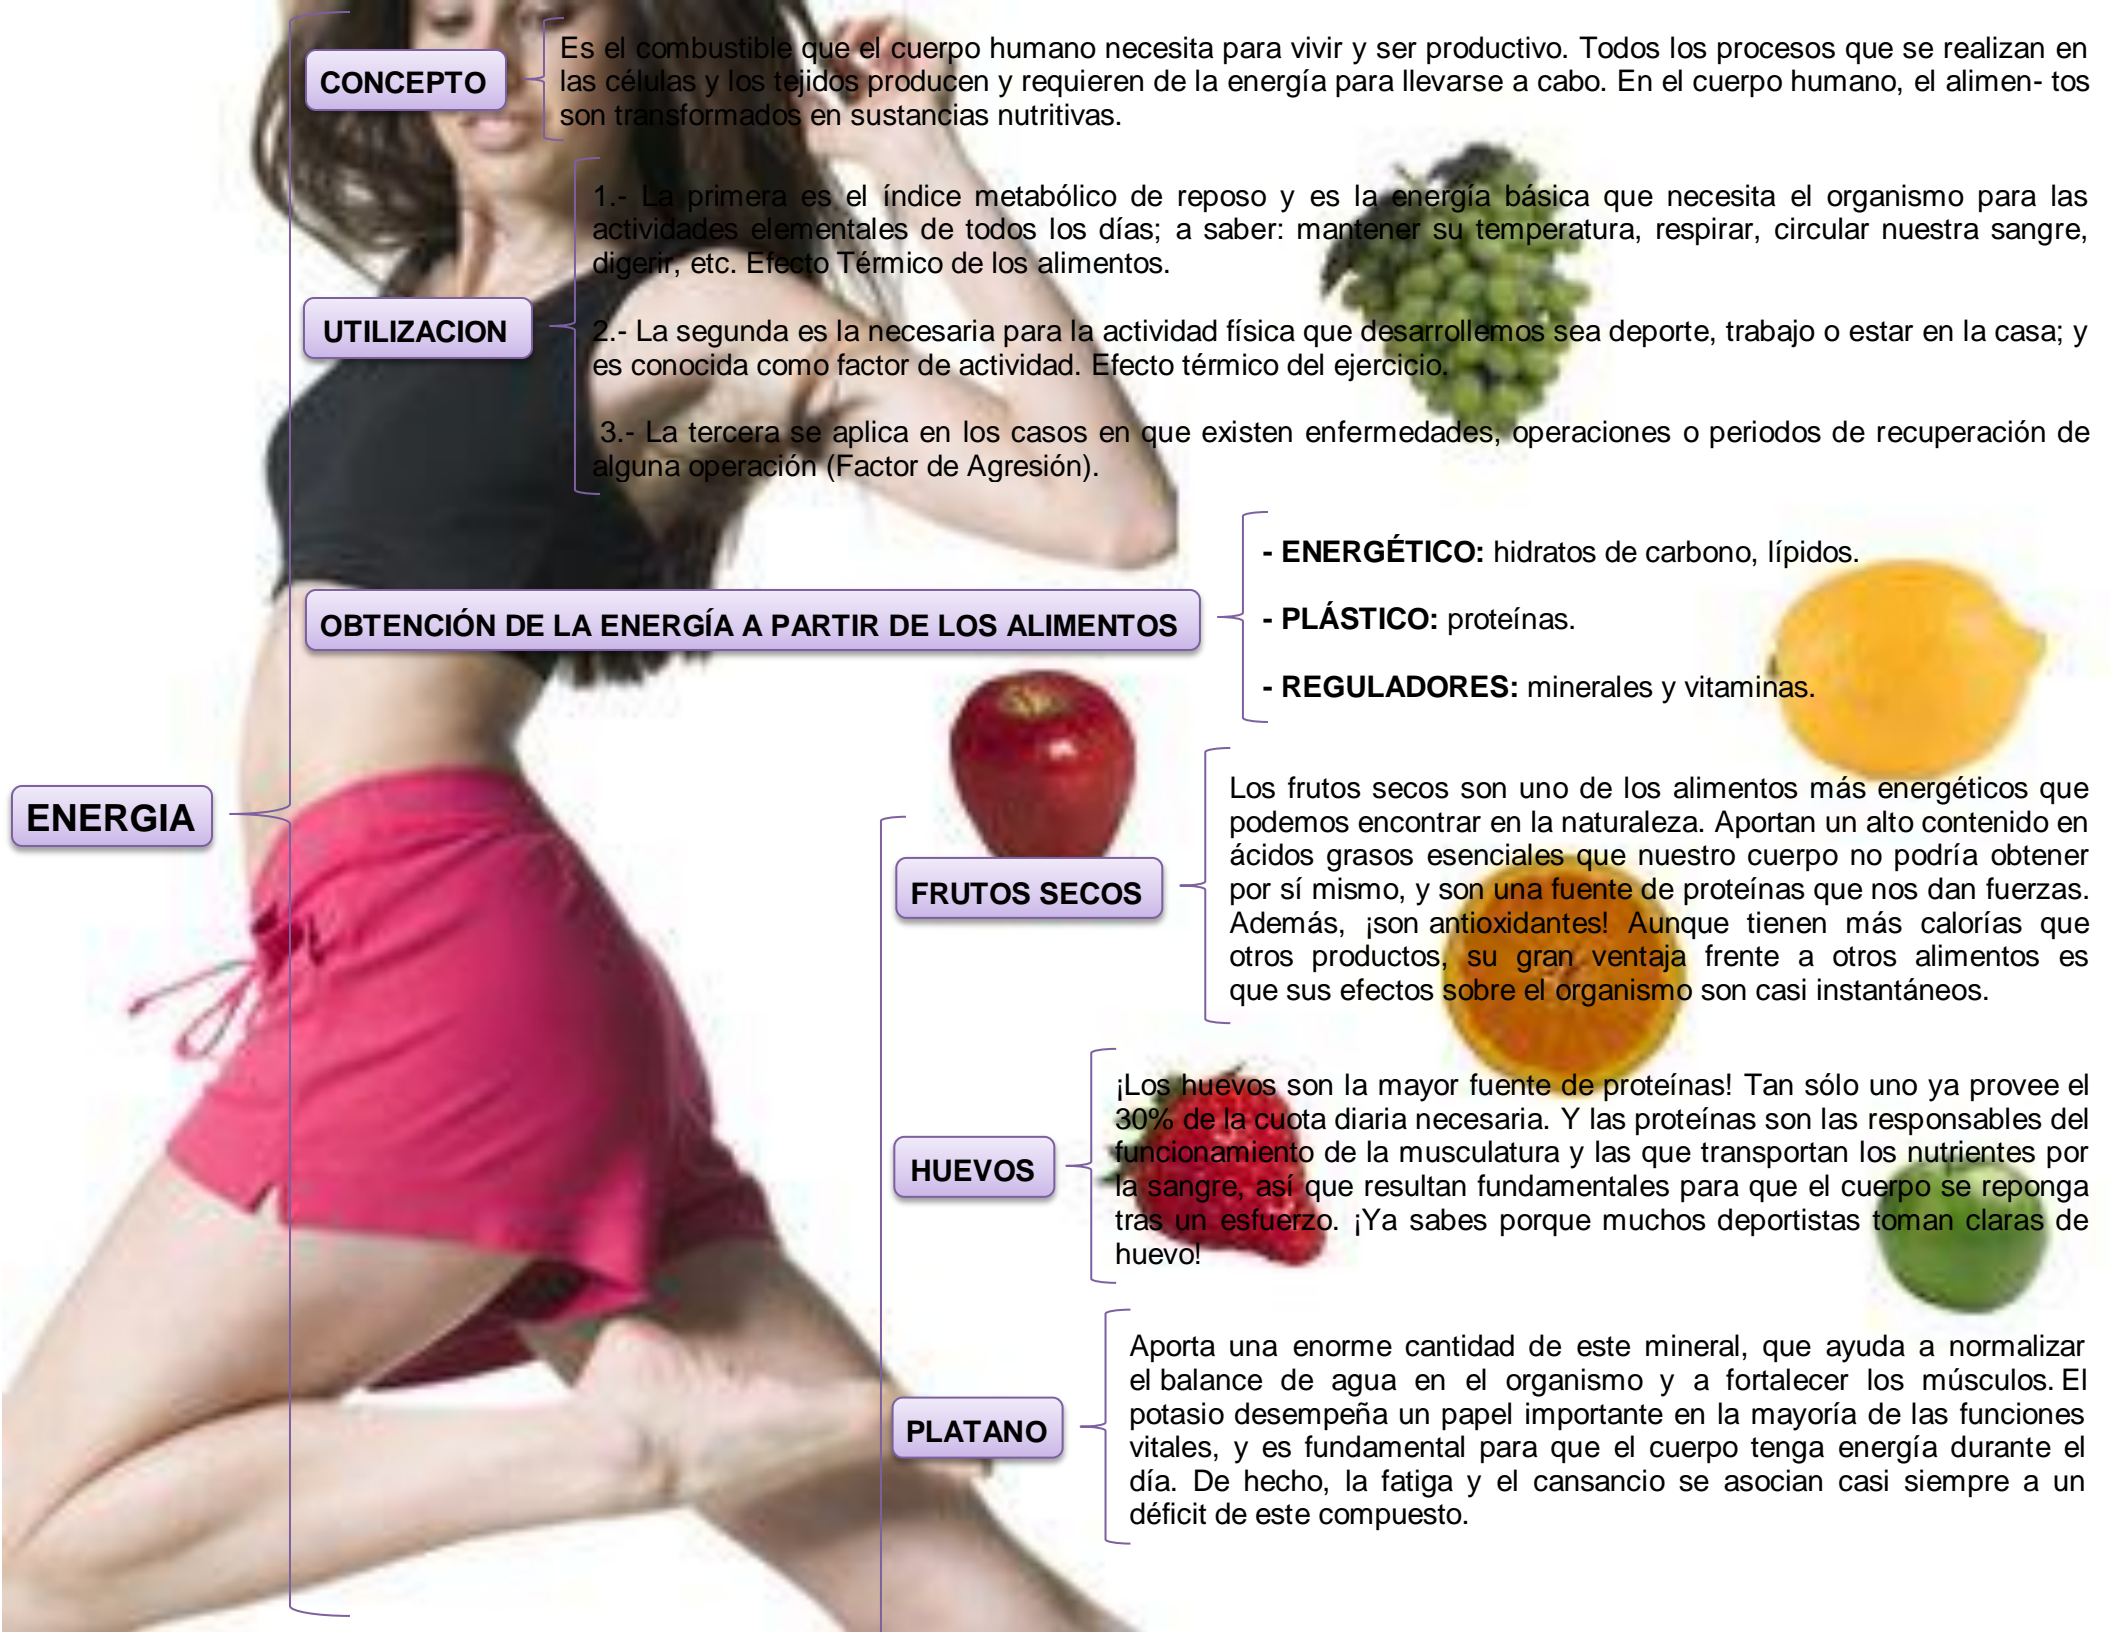 CONCEPTO
Es el combustible que el cuerpo humano necesita para vivir y ser productivo. Todos los procesos que se realizan en
las células y los tejidos producen y requieren de la energía para llevarse a cabo. En el cuerpo humano, el alimen- tos
son transformados en sustancias nutritivas.
UTILIZACION
1.- La primera es el índice metabólico de reposo y es la energía básica que necesita el organismo para las
actividades elementales de todos los días; a saber: mantener su temperatura, respirar, circular nuestra sangre,
digerir, etc. Efecto Térmico de los alimentos.
2.- La segunda es la necesaria para la actividad física que desarrollemos sea deporte, trabajo o estar en la casa; y
es conocida como factor de actividad. Efecto térmico del ejercicio.
3.- La tercera se aplica en los casos en que existen enfermedades, operaciones o periodos de recuperación de
alguna operación (Factor de Agresión).
OBTENCIÓN DE LA ENERGÍA A PARTIR DE LOS ALIMENTOS
- ENERGÉTICO: hidratos de carbono, lípidos.
- PLÁSTICO: proteínas.
- REGULADORES: minerales y vitaminas.
ENERGIA
FRUTOS SECOS
Los frutos secos son uno de los alimentos más energéticos que
podemos encontrar en la naturaleza. Aportan un alto contenido en
ácidos grasos esenciales que nuestro cuerpo no podría obtener
por sí mismo, y son una fuente de proteínas que nos dan fuerzas.
Además, ¡son antioxidantes! Aunque tienen más calorías que
otros productos, su gran ventaja frente a otros alimentos es
que sus efectos sobre el organismo son casi instantáneos.
HUEVOS
¡Los huevos son la mayor fuente de proteínas! Tan sólo uno ya provee el
30% de la cuota diaria necesaria. Y las proteínas son las responsables del
funcionamiento de la musculatura y las que transportan los nutrientes por
la sangre, así que resultan fundamentales para que el cuerpo se reponga
tras un esfuerzo. ¡Ya sabes porque muchos deportistas toman claras de
huevo!
PLATANO
Aporta una enorme cantidad de este mineral, que ayuda a normalizar
el balance de agua en el organismo y a fortalecer los músculos. El
potasio desempeña un papel importante en la mayoría de las funciones
vitales, y es fundamental para que el cuerpo tenga energía durante el
día. De hecho, la fatiga y el cansancio se asocian casi siempre a un
déficit de este compuesto.